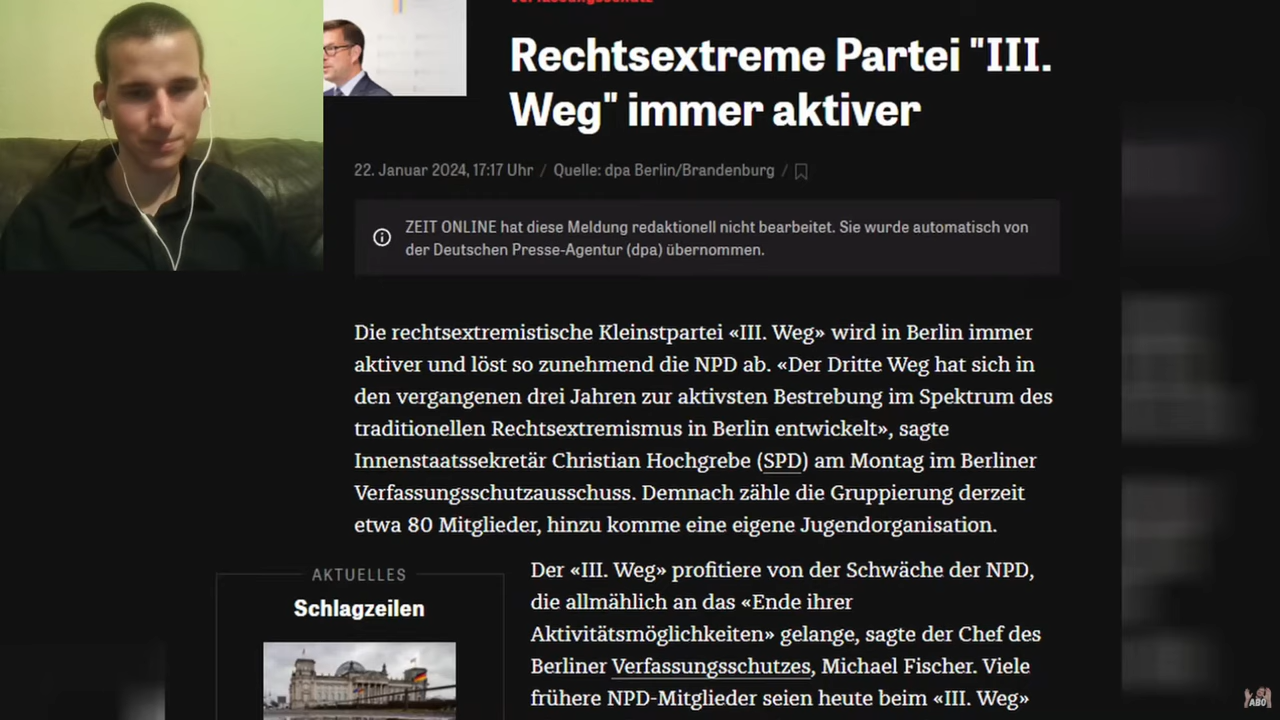 Verfassungsschutz
Rechtsextreme Partei "III.
Weg" immer aktiver
22. Januar 2024, 17:17 Uhr / Quelle: dpa Berlin/Brandenburg /
ZEIT ONLINE hat diese Meldung redaktionell nicht bearbeitet. Sie wurde automatisch von
der Deutschen Presse-Agentur (dpa) übernommen.
Die rechtsextremistische Kleinstpartei «III. Weg» wird in Berlin immer
aktiver und löst so zunehmend die NPD ab. «Der Dritte Weg hat sich in
den vergangenen drei Jahren zur aktivsten Bestrebung im Spektrum des
traditionellen Rechtsextremismus in Berlin entwickelt», sagte
Innenstaatssekretär Christian Hochgrebe (SPD) am Montag im Berliner
Verfassungsschutzausschuss. Demnach zähle die Gruppierung derzeit
etwa 80 Mitglieder, hinzu komme eine eigene Jugendorganisation.
AKTUELLES
Schlagzeilen
Der «III. Weg» profitiere von der Schwäche der NPD,
die allmählich an das «Ende ihrer
Aktivitätsmöglichkeiten» gelange, sagte der Chef des
Berliner Verfassungsschutzes, Michael Fischer. Viele
frühere NPD-Mitglieder seien heute beim «III. Weg»
ABO